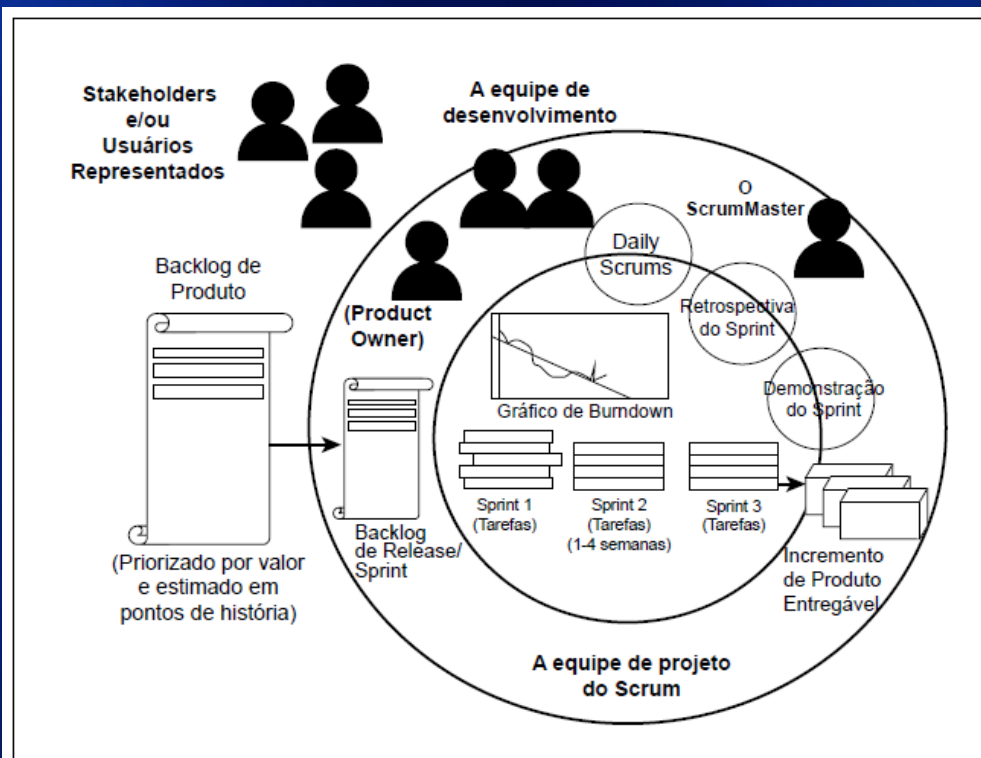 Stakeholders
e/ou
Usuários
Representados
A equipe de
desenvolvimento
O
ScrumMaster
Daily
Scrums
Backlog de
Produto
(Product
Owner)
Retrospectiva
do Sprint
Demonstração
do Sprint
Gráfico de Burndown
Sprint 1
(Tarefas)
Sprint 2
(Tarefas)
(1-4 semanas)
Sprint 3
(Tarefas)
Backlog
de Release/
Sprint
(Priorizado por valor
e estimado em
pontos de história)
Incremento
de Produto
Entregável
A equipe de projeto
do Scrum